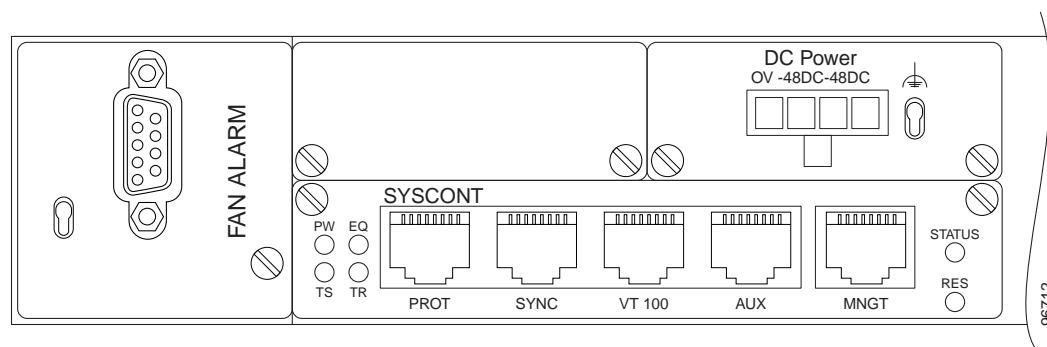 FAN ALARM
DC Power
OV -48DC-48DC
SYSCONT
PW EQ
TS TR
PROT SYNC VT 100 AUX MNGT
STATUS
RES
96712